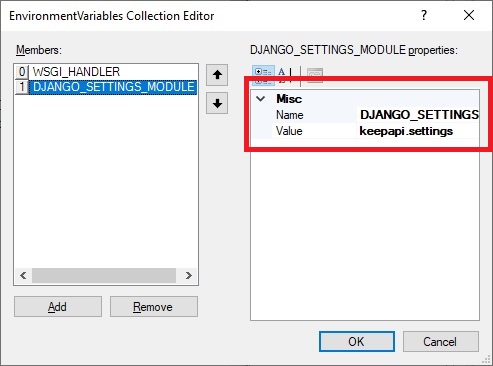 EnvironmentVariables Collection Editor
?
Members:
0 WSGI_HANDLER
1 DJANGO_SETTINGS_MODULE
Add
Remove
DJANGO_SETTINGS_MODULE properties:
Misc
Name DJANGO_SETTINGS
Value keepapi.settings
OK
Cancel